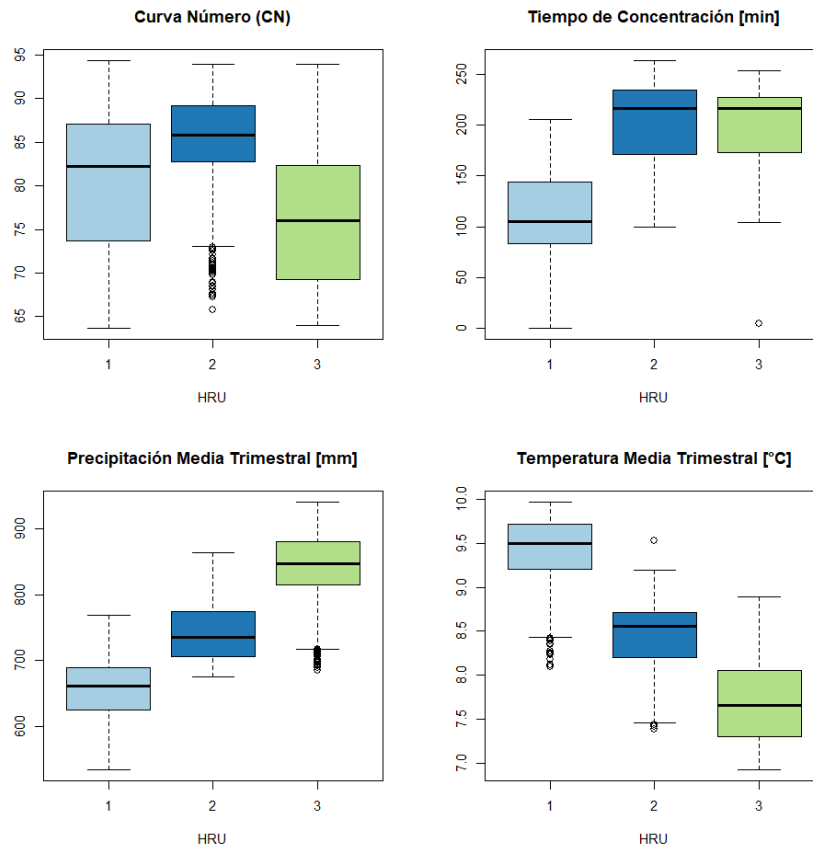 Curva Número (CN)
95
90
85
80
75
70
65
1 2 3
HRU
Tiempo de Concentración [min]
250
200
150
100
50
0
1 2 3
HRU
Precipitación Media Trimestral [mm]
900
800
700
600
1 2 3
HRU
Temperatura Media Trimestral [°C]
10.0
9.5
9.0
8.5
8.0
7.5
7.0
1 2 3
HRU